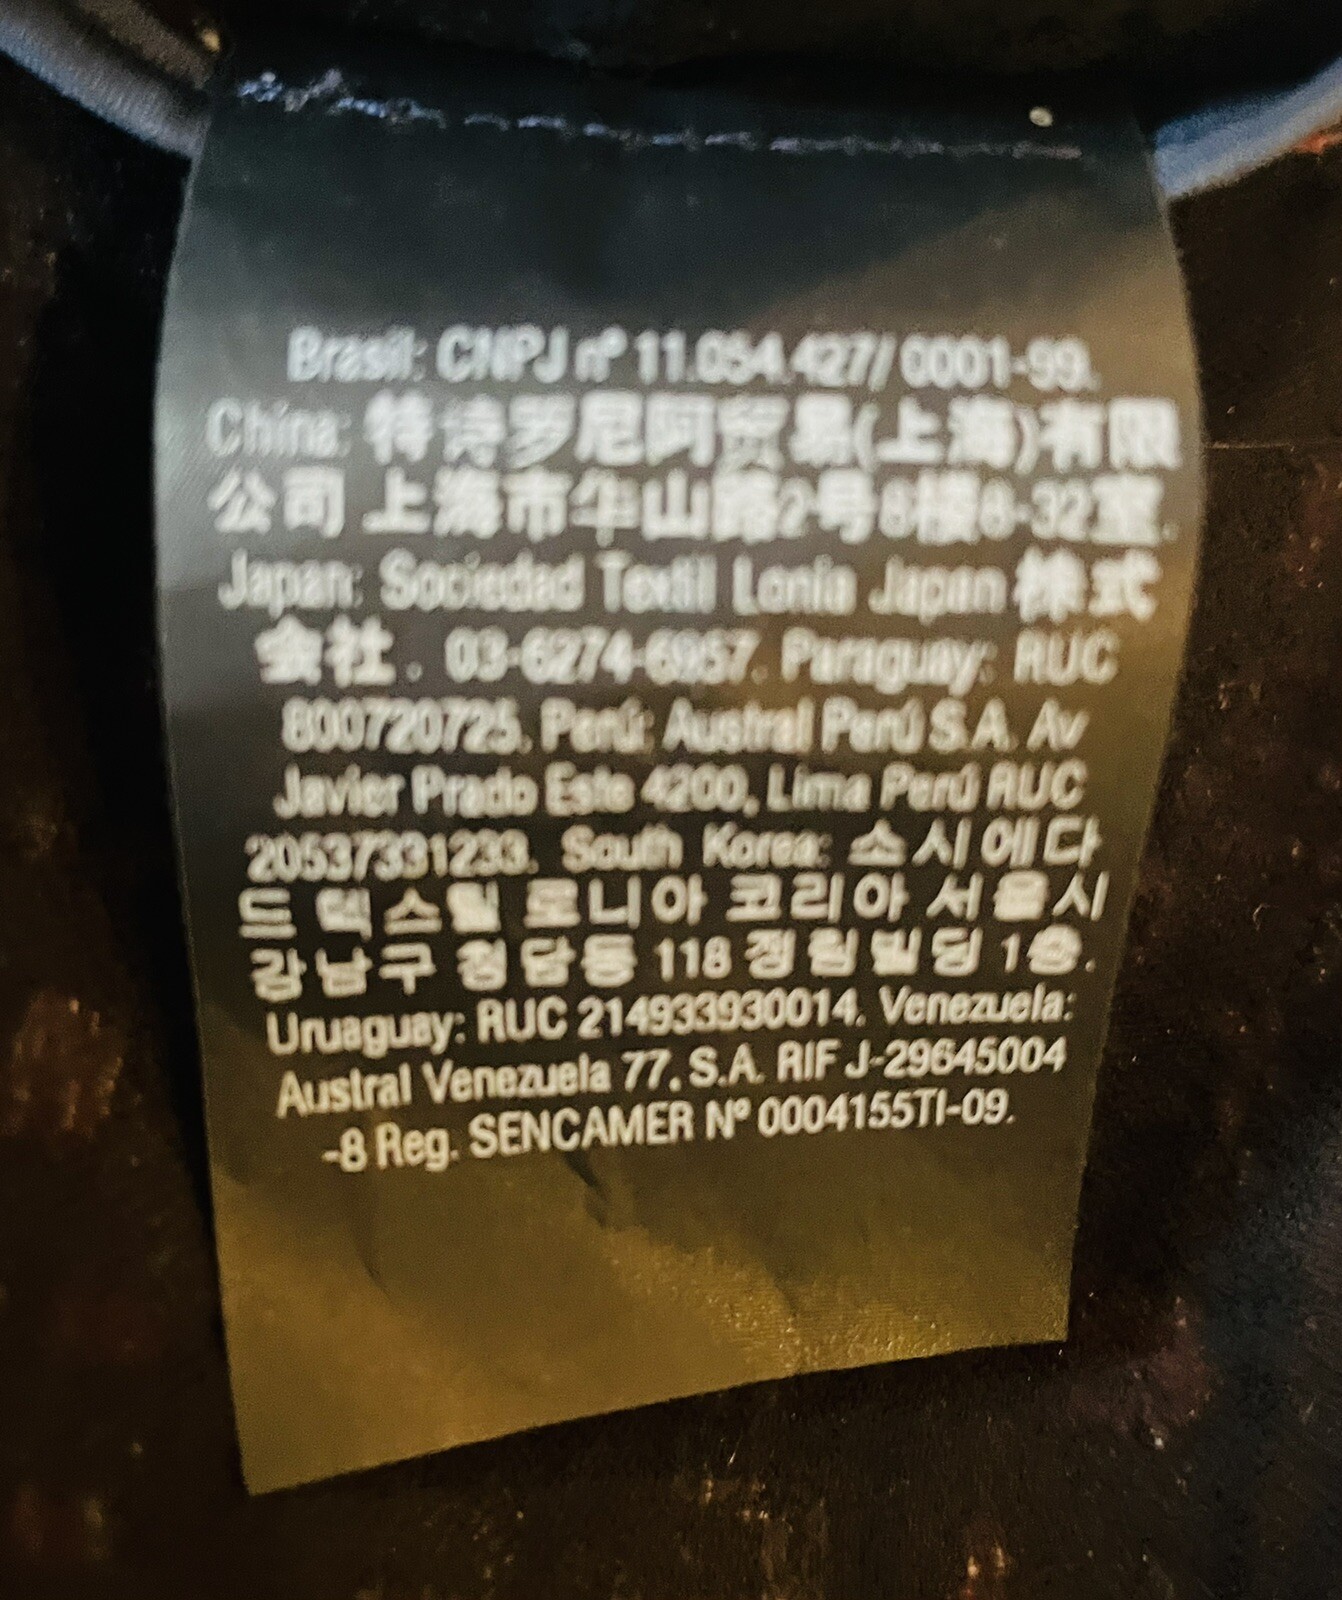 Brasil: CNPJ nº 11.054.427/ 0001-99.
China: 特诗罗尼阿贸易(上海)有限
公司 上海市牛山路2号8樓8-32室.
Japan: Sociedad Textil Lonia Japan 株式
会社. 03-6274-6957. Paraguay: RUC
800720725. Perú: Austral Perú S.A. Av
Javier Prado Este 4200, Lima Perú RUC
20537331233. South Korea: 소시에다
드 텍스틸 로니아 코리아 서울시
강남구 청담동 118 정림빌딩 1층.
Uruaguay: RUC 214933930014. Venezuela:
Austral Venezuela 77, S.A. RIF J-29645004
-8 Reg. SENCAMER Nº 0004155TI-09.